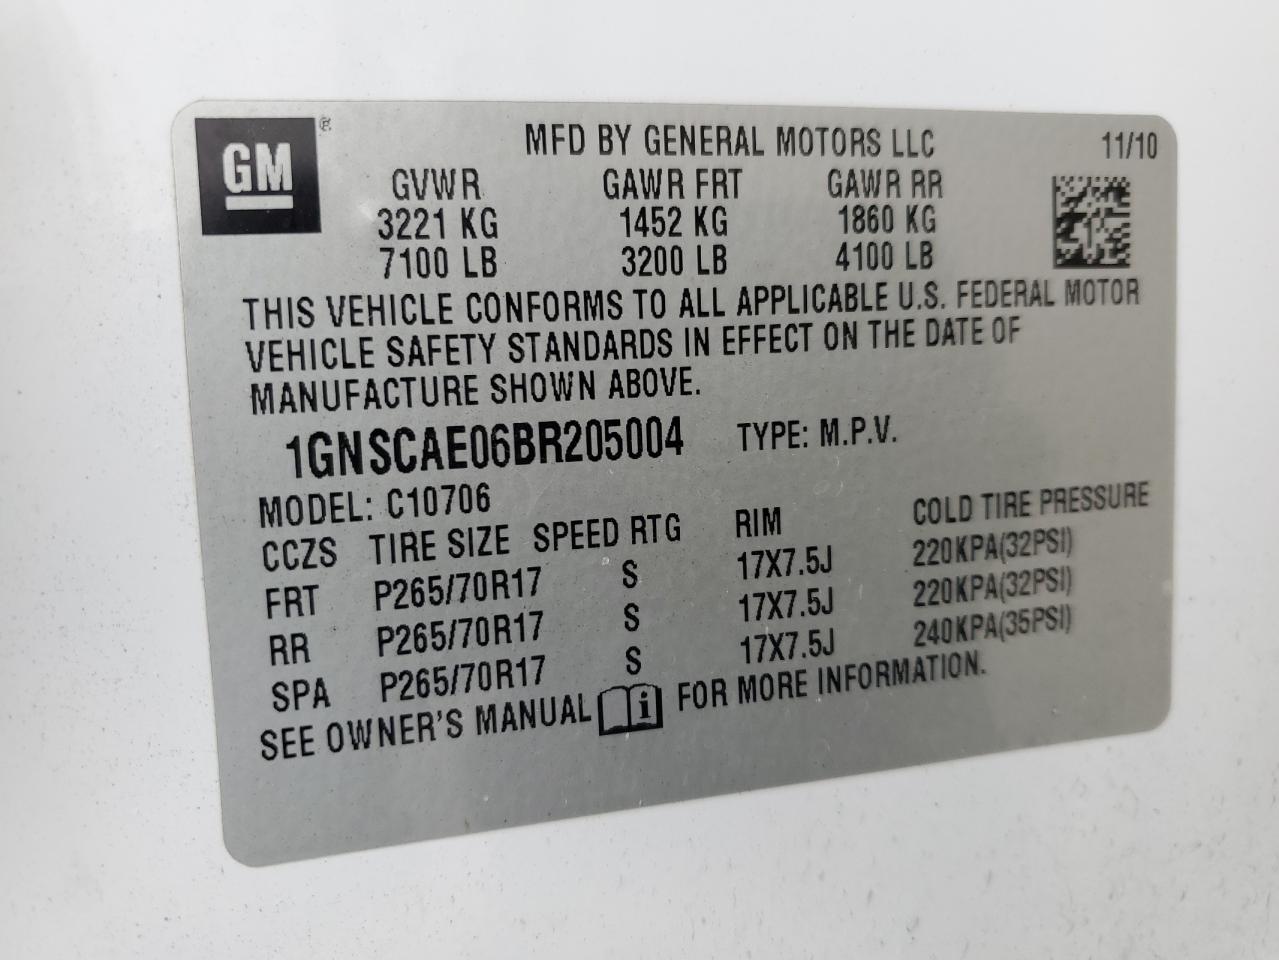 GM ®
MFD BY GENERAL MOTORS LLC 11/10
GVWR GAWR FRT GAWR RR
3221 KG 1452 KG 1860 KG
7100 LB 3200 LB 4100 LB
THIS VEHICLE CONFORMS TO ALL APPLICABLE U.S. FEDERAL MOTOR
VEHICLE SAFETY STANDARDS IN EFFECT ON THE DATE OF
MANUFACTURE SHOWN ABOVE.
1GNSCAE06BR205004 TYPE: M.P.V.
MODEL: C10706
CCZS TIRE SIZE SPEED RTG RIM COLD TIRE PRESSURE
FRT P265/70R17 S 17X7.5J 220KPA(32PSI)
RR P265/70R17 S 17X7.5J 220KPA(32PSI)
SPA P265/70R17 S 17X7.5J 240KPA(35PSI)
SEE OWNER'S MANUAL i FOR MORE INFORMATION.